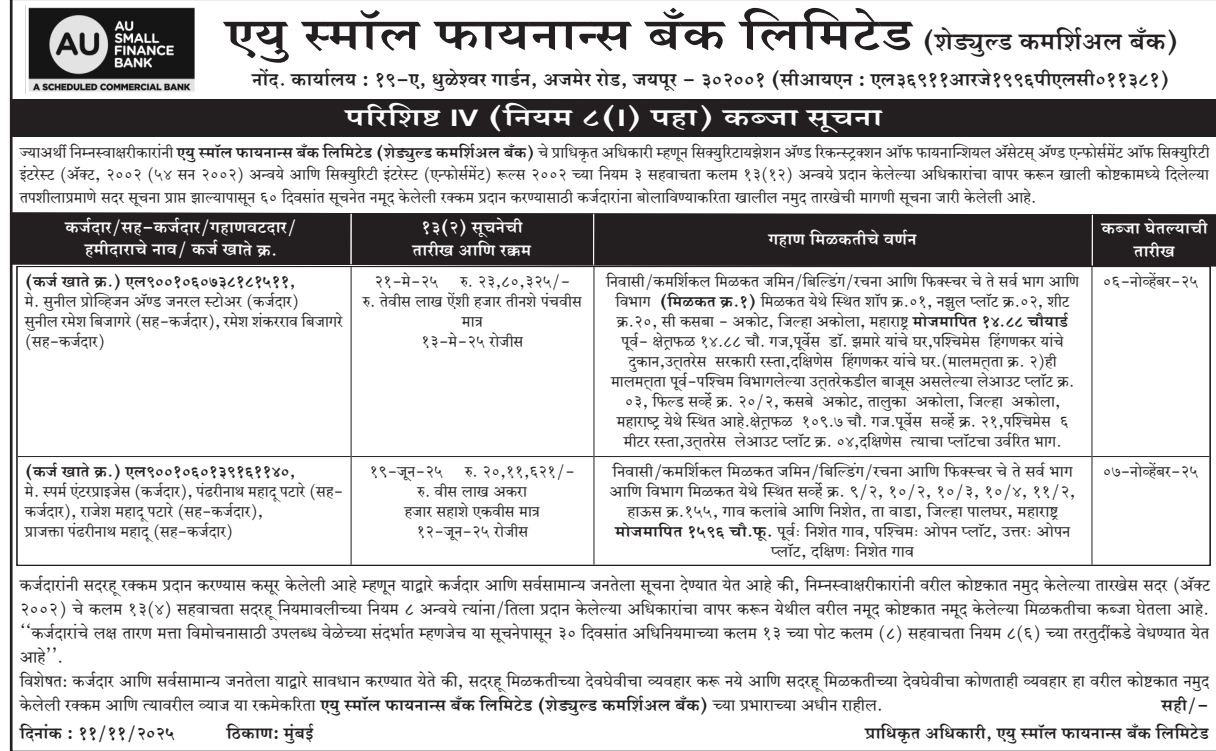 AU
AU
SMALL
FINANCE
BANK
A SCHEDULED COMMERCIAL BANK
एयु स्मॉल फायनान्स बँक लिमिटेड (शेड्युल्ड कमर्शिअल बँक)
नोंद. कार्यालय : १९-ए, धुळेश्वर गार्डन, अजमेर रोड, जयपूर - ३०२००१ (सीआयएन : एल३६९११आरजे१९९६पीएलसी०११३८१)
परिशिष्ट IV (नियम ८(I) पहा) कब्जा सूचना
ज्याअर्थी निम्नस्वाक्षरीकारांनी एयु स्मॉल फायनान्स बँक लिमिटेड (शेड्युल्ड कमर्शिअल बँक) चे प्राधिकृत अधिकारी म्हणून सिक्युरिटायझेशन अ‍ॅण्ड रिकन्स्ट्रक्शन ऑफ फायनान्शियल अ‍ॅसेटस् अ‍ॅण्ड एन्फोर्समेंट ऑफ सिक्युरिटी
इंटरेस्ट (अ‍ॅक्ट, २००२ (५४ सन २००२) अन्वये आणि सिक्युरिटी इंटरेस्ट (एन्फोर्समेंट) रूल्स २००२ च्या नियम ३ सहवाचता कलम १३(१२) अन्वये प्रदान केलेल्या अधिकारांचा वापर करून खाली कोष्टकामध्ये दिलेल्या
तपशीलाप्रमाणे सदर सूचना प्राप्त झाल्यापासून ६० दिवसांत सूचनेत नमूद केलेली रक्कम प्रदान करण्यासाठी कर्जदारांना बोलाविण्याकरिता खालील नमुद तारखेची मागणी सूचना जारी केलेली आहे.
कर्जदार/सह-कर्जदार/गहाणवटदार/
हमीदाराचे नाव/ कर्ज खाते क्र.
१३(२) सूचनेची
तारीख आणि रक्कम
गहाण मिळकतीचे वर्णन
कब्जा घेतल्याची
तारीख
(कर्ज खाते क्र.) एल९००१०६०७३८१८१५११,
मे. सुनील प्रोव्हिजन अ‍ॅण्ड जनरल स्टोअर (कर्जदार)
सुनील रमेश बिजागरे (सह-कर्जदार), रमेश शंकरराव बिजागरे
(सह-कर्जदार)
२१-मे-२५ रु. २३,८०,३२५/-
रु. तेवीस लाख ऐंशी हजार तीनशे पंचवीस
मात्र
१३-मे-२५ रोजीस
निवासी/कमर्शिकल मिळकत जमिन/बिल्डिंग/रचना आणि फिक्स्चर चे ते सर्व भाग आणि
विभाग (मिळकत क्र.१) मिळकत येथे स्थित शॉप क्र.०१, नझुल प्लॉट क्र.०२, शीट
क्र.२०, सी कसबा - अकोट, जिल्हा अकोला, महाराष्ट्र मोजमापित १४.८८ चौयार्ड
पूर्व- क्षेत्रफळ १४.८८ चौ. गज,पूर्वेस डॉ. झमारे यांचे घर,पश्चिमेस हिंगणकर यांचे
दुकान,उत्तरेस सरकारी रस्ता,दक्षिणेस हिंगणकर यांचे घर.(मालमत्ता क्र. २)ही
मालमत्ता पूर्व-पश्चिम विभागलेल्या उत्तरेकडील बाजूस असलेल्या लेआउट प्लॉट क्र.
०३, फिल्ड सर्व्हे क्र. २०/२, कसबे अकोट, तालुका अकोला, जिल्हा अकोला,
महाराष्ट्र येथे स्थित आहे.क्षेत्रफळ १०९.७ चौ. गज.पूर्वेस सर्व्हे क्र. २१,पश्चिमेस ६
मीटर रस्ता,उत्तरेस लेआउट प्लॉट क्र. ०४,दक्षिणेस त्याचा प्लॉटचा उर्वरित भाग.
०६-नोव्हेंबर-२५
(कर्ज खाते क्र.) एल९००१०६०१३९१६११४०,
मे. स्पर्म एंटरप्राइजेस (कर्जदार), पंढरीनाथ महादू पटारे (सह-
कर्जदार), राजेश महादू पटारे (सह-कर्जदार),
प्राजक्ता पंढरीनाथ महादू (सह-कर्जदार)
१९-जून-२५ रु. २०,११,६२१/-
रु. वीस लाख अकरा
हजार सहाशे एकवीस मात्र
१२-जून-२५ रोजीस
निवासी/कमर्शिकल मिळकत जमिन/बिल्डिंग/रचना आणि फिक्स्चर चे ते सर्व भाग
आणि विभाग मिळकत येथे स्थित सर्व्हे क्र. ९/२, १०/२, १०/३, १०/४, ११/२,
हाऊस क्र.१५५, गाव कलांबे आणि निशेत, ता वाडा, जिल्हा पालघर, महाराष्ट्र
मोजमापित १५९६ चौ.फू. पूर्वः निशेत गाव, पश्चिमः ओपन प्लॉट, उत्तरः ओपन
प्लॉट, दक्षिणः निशेत गाव
०७-नोव्हेंबर-२५
कर्जदारांनी सदरहू रक्कम प्रदान करण्यास कसूर केलेली आहे म्हणून याद्वारे कर्जदार आणि सर्वसामान्य जनतेला सूचना देण्यात येत आहे की, निम्नस्वाक्षरीकारांनी वरील कोष्टकात नमुद केलेल्या तारखेस सदर (अ‍ॅक्ट
२००२) चे कलम १३(४) सहवाचता सदरहू नियमावलीच्या नियम ८ अन्वये त्यांना/तिला प्रदान केलेल्या अधिकारांचा वापर करून येथील वरील नमूद कोष्टकात नमूद केलेल्या मिळकतीचा कब्जा घेतला आहे.
‘‘कर्जदारांचे लक्ष तारण मत्ता विमोचनासाठी उपलब्ध वेळेच्या संदर्भात म्हणजेच या सूचनेपासून ३० दिवसांत अधिनियमाच्या कलम १३ च्या पोट कलम (८) सहवाचता नियम ८(६) च्या तरतुदींकडे वेधण्यात येत
आहे’’.
विशेषत: कर्जदार आणि सर्वसामान्य जनतेला याद्वारे सावधान करण्यात येते की, सदरहू मिळकतीच्या देवघेवीचा व्यवहार करू नये आणि सदरहू मिळकतीच्या देवघेवीचा कोणताही व्यवहार हा वरील कोष्टकात नमुद
केलेली रक्कम आणि त्यावरील व्याज या रकमेकरिता एयु स्मॉल फायनान्स बँक लिमिटेड (शेड्युल्ड कमर्शिअल बँक) च्या प्रभाराच्या अधीन राहील. सही/-
दिनांक : ११/११/२०२५ ठिकाण: मुंबई प्राधिकृत अधिकारी, एयु स्मॉल फायनान्स बँक लिमिटेड